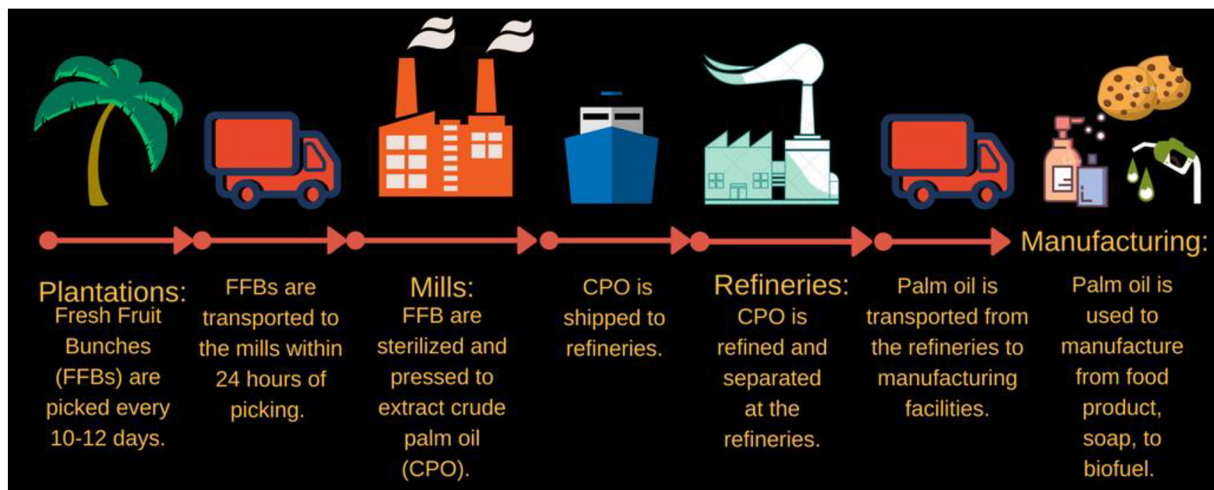 Plantations:
Fresh Fruit
Bunches
(FFBs) are
picked every
10-12 days.
FFBs are
transported to
the mills within
24 hours of
picking.
Mills:
FFB are
sterilized and
pressed to
extract crude
palm oil
(CPO).
CPO is
shipped to
refineries.
Refineries:
CPO is
refined and
separated
at the
refineries.
Palm oil is
transported from
the refineries to
manufacturing
facilities.
Manufacturing:
Palm oil is
used to
manufacture
from food
product,
soap, to
biofuel.